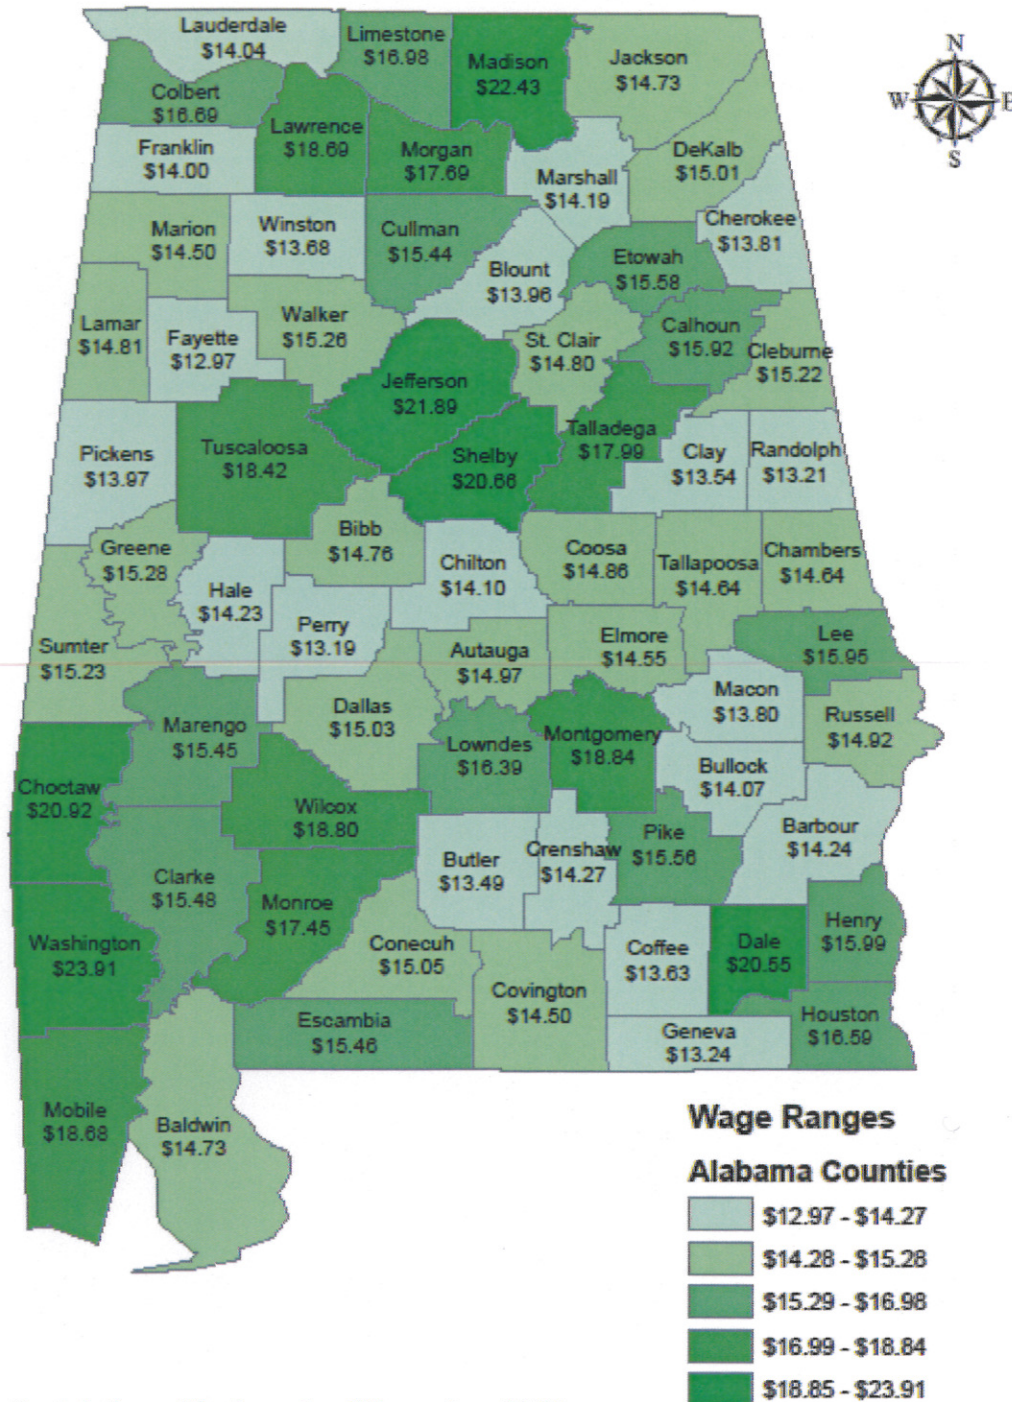 N
W
E
S
Lauderdale
$14.04
Limestone
$16.98
Madison
$22.43
Jackson
$14.73
Colbert
$16.69
Lawrence
$18.69
Morgan
$17.69
DeKalb
$15.01
Franklin
$14.00
Marshall
$14.19
Cherokee
$13.81
Marion
$14.50
Winston
$13.68
Cullman
$15.44
Etowah
$15.58
Blount
$13.96
Lamar
$14.81
Fayette
$12.97
Walker
$15.26
St. Clair
$14.80
Calhoun
$15.92
Cleburne
$15.22
Jefferson
$21.89
Pickens
$13.97
Tuscaloosa
$18.42
Shelby
$20.66
Talladega
$17.99
Clay
$13.54
Randolph
$13.21
Greene
$15.28
Bibb
$14.76
Chilton
$14.10
Coosa
$14.86
Tallapoosa
$14.64
Chambers
$14.64
Hale
$14.23
Perry
$13.19
Sumter
$15.23
Autauga
$14.97
Elmore
$14.55
Lee
$15.95
Dallas
$15.03
Macon
$13.80
Russell
$14.92
Marengo
$15.45
Lowndes
$16.39
Montgomery
$18.84
Bullock
$14.07
Choctaw
$20.92
Wilcox
$18.80
Butler
$13.49
Crenshaw
$14.27
Pike
$15.56
Barbour
$14.24
Clarke
$15.48
Monroe
$17.45
Washington
$23.91
Conecuh
$15.05
Covington
$14.50
Coffee
$13.63
Dale
$20.55
Henry
$15.99
Escambia
$15.46
Geneva
$13.24
Houston
$16.59
Mobile
$18.68
Baldwin
$14.73
Wage Ranges
Alabama Counties
$12.97 - $14.27
$14.28 - $15.28
$15.29 - $16.98
$16.99 - $18.84
$18.85 - $23.91